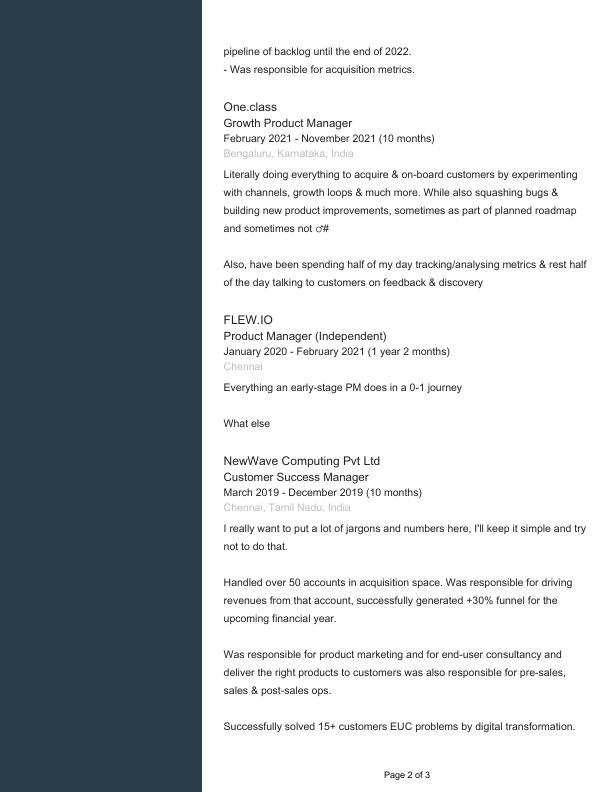 pipeline of backlog until the end of 2022.
- Was responsible for acquisition metrics.
One.class
Growth Product Manager
February 2021 - November 2021 (10 months)
Bengaluru, Karnataka, India
Literally doing everything to acquire & on-board customers by experimenting
with channels, growth loops & much more. While also squashing bugs &
building new product improvements, sometimes as part of planned roadmap
and sometimes not ♂#
Also, have been spending half of my day tracking/analysing metrics & rest half
of the day talking to customers on feedback & discovery
FLEW.IO
Product Manager (Independent)
January 2020 - February 2021 (1 year 2 months)
Chennai
Everything an early-stage PM does in a 0-1 journey
What else
NewWave Computing Pvt Ltd
Customer Success Manager
March 2019 - December 2019 (10 months)
Chennai, Tamil Nadu, India
I really want to put a lot of jargons and numbers here, I'll keep it simple and try
not to do that.
Handled over 50 accounts in acquisition space. Was responsible for driving
revenues from that account, successfully generated +30% funnel for the
upcoming financial year.
Was responsible for product marketing and for end-user consultancy and
deliver the right products to customers was also responsible for pre-sales,
sales & post-sales ops.
Successfully solved 15+ customers EUC problems by digital transformation.
Page 2 of 3